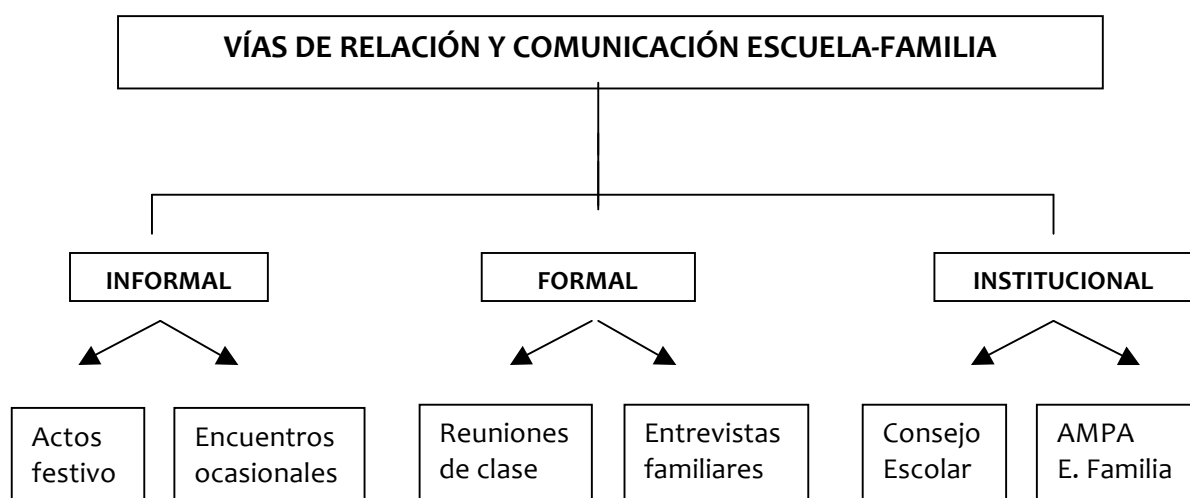 VÍAS DE RELACIÓN Y COMUNICACIÓN ESCUELA-FAMILIA
INFORMAL
FORMAL
INSTITUCIONAL
Actos
festivo
Encuentros
ocasionales
Reuniones
de clase
Entrevistas
familiares
Consejo
Escolar
AMPA
E. Familia